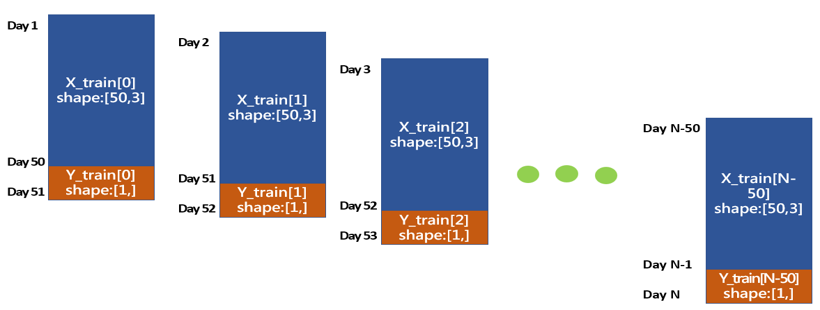 Day 1
X_train[0]
shape:[50,3]
Day 50
Y_train[0]
shape:[1,]
Day 51
Day 2
X_train[1]
shape:[50,3]
Day 51
Y_train[1]
shape:[1,]
Day 52
Day 3
X_train[2]
shape:[50,3]
Day 52
Y_train[2]
shape:[1,]
Day 53
Day N-50
X_train[N-
50]
shape:[50,3]
Day N-1
Y_train[N-50]
shape:[1,]
Day N